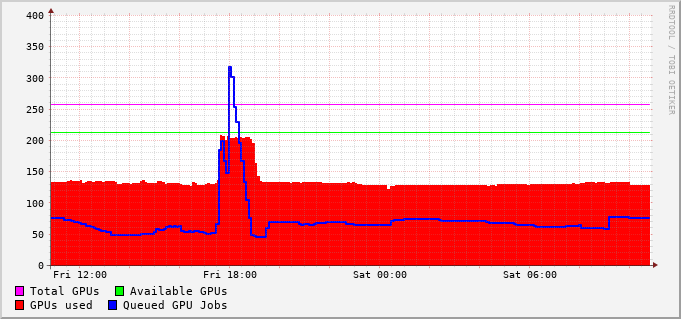 400
350
300
250
200
150
100
50
0
Fri 12:00 Fri 18:00 Sat 00:00 Sat 06:00
Total GPUs Available GPUs
GPUs used Queued GPU Jobs
RRDTOOL / TOBI OETIKER